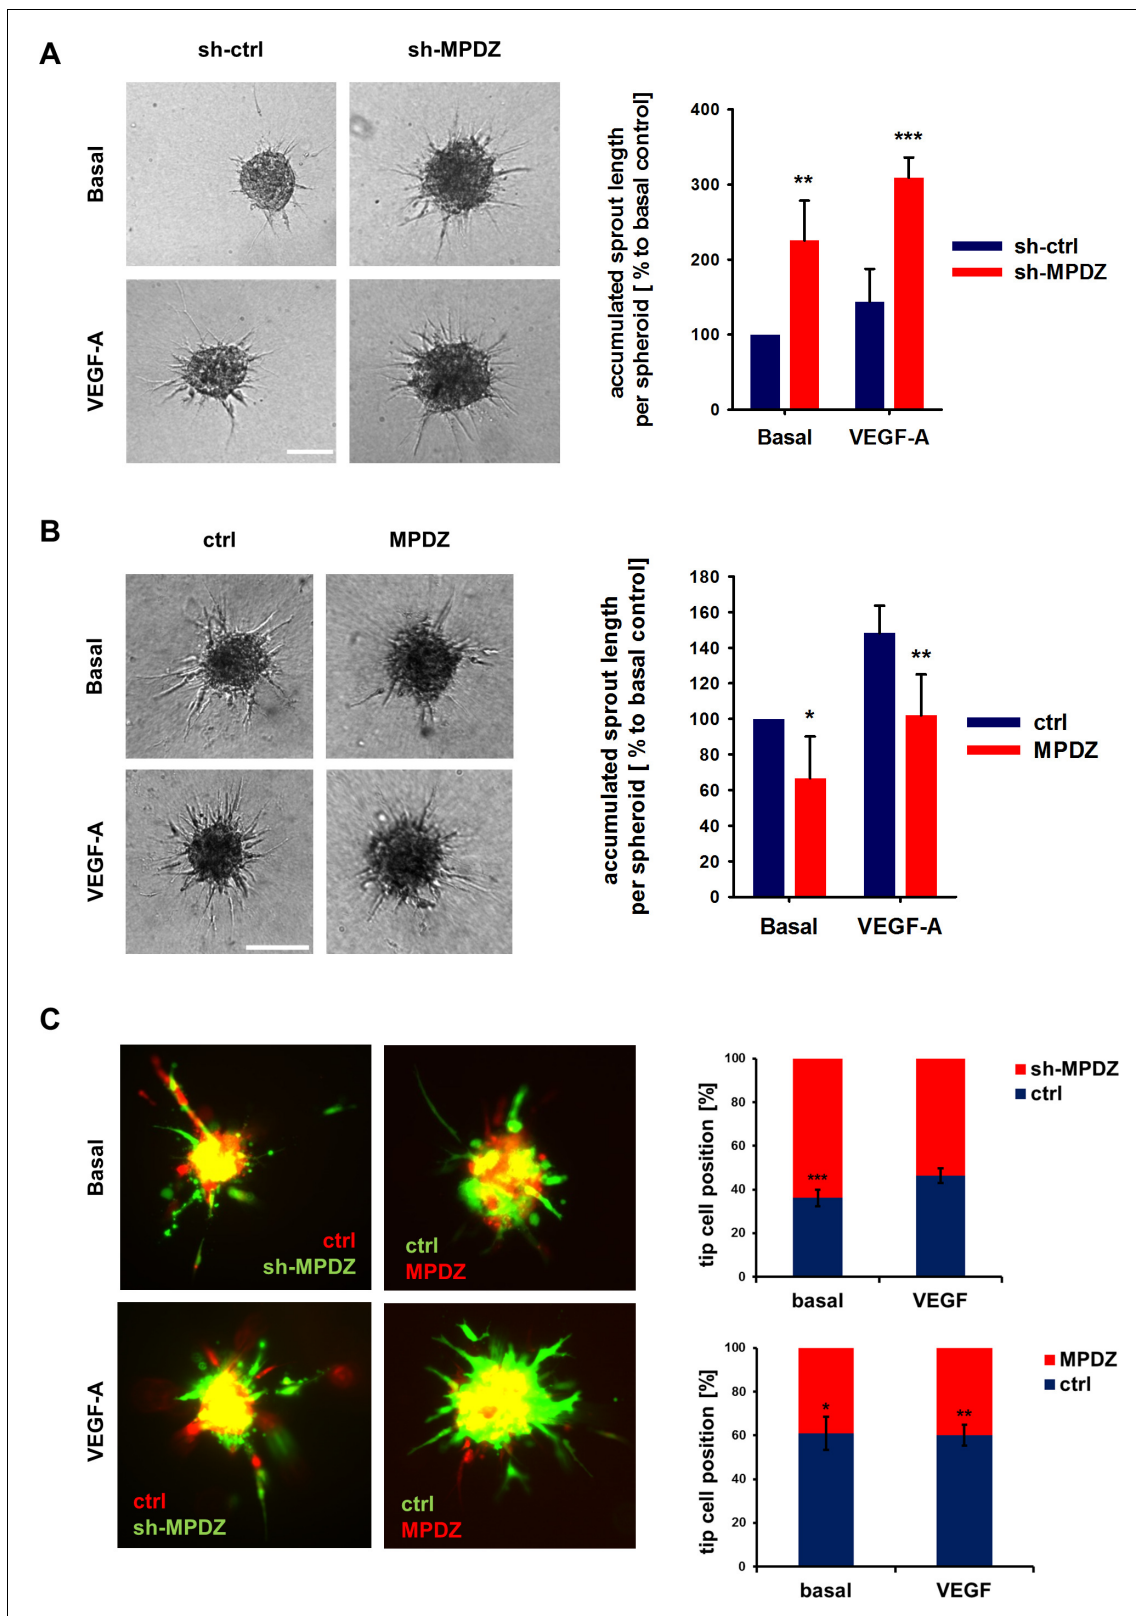 A
sh-ctrl
sh-MPDZ
Basal
VEGF-A
accumulated sprout length
per spheroid [ % to basal control]
400
300
200
100
0
**
***
Basal
VEGF-A
sh-ctrl
sh-MPDZ
B
ctrl
MPDZ
Basal
VEGF-A
accumulated sprout length
per spheroid [ % to basal control]
180
160
140
120
100
80
60
40
20
0
*
**
Basal
VEGF-A
ctrl
MPDZ
C
Basal
ctrl
sh-MPDZ
ctrl
MPDZ
VEGF-A
ctrl
sh-MPDZ
ctrl
MPDZ
tip cell position [%]
100
80
60
40
20
0
***
basal
VEGF
sh-MPDZ
ctrl
tip cell position [%]
100
80
60
40
20
0
*
**
basal
VEGF
MPDZ
ctrl